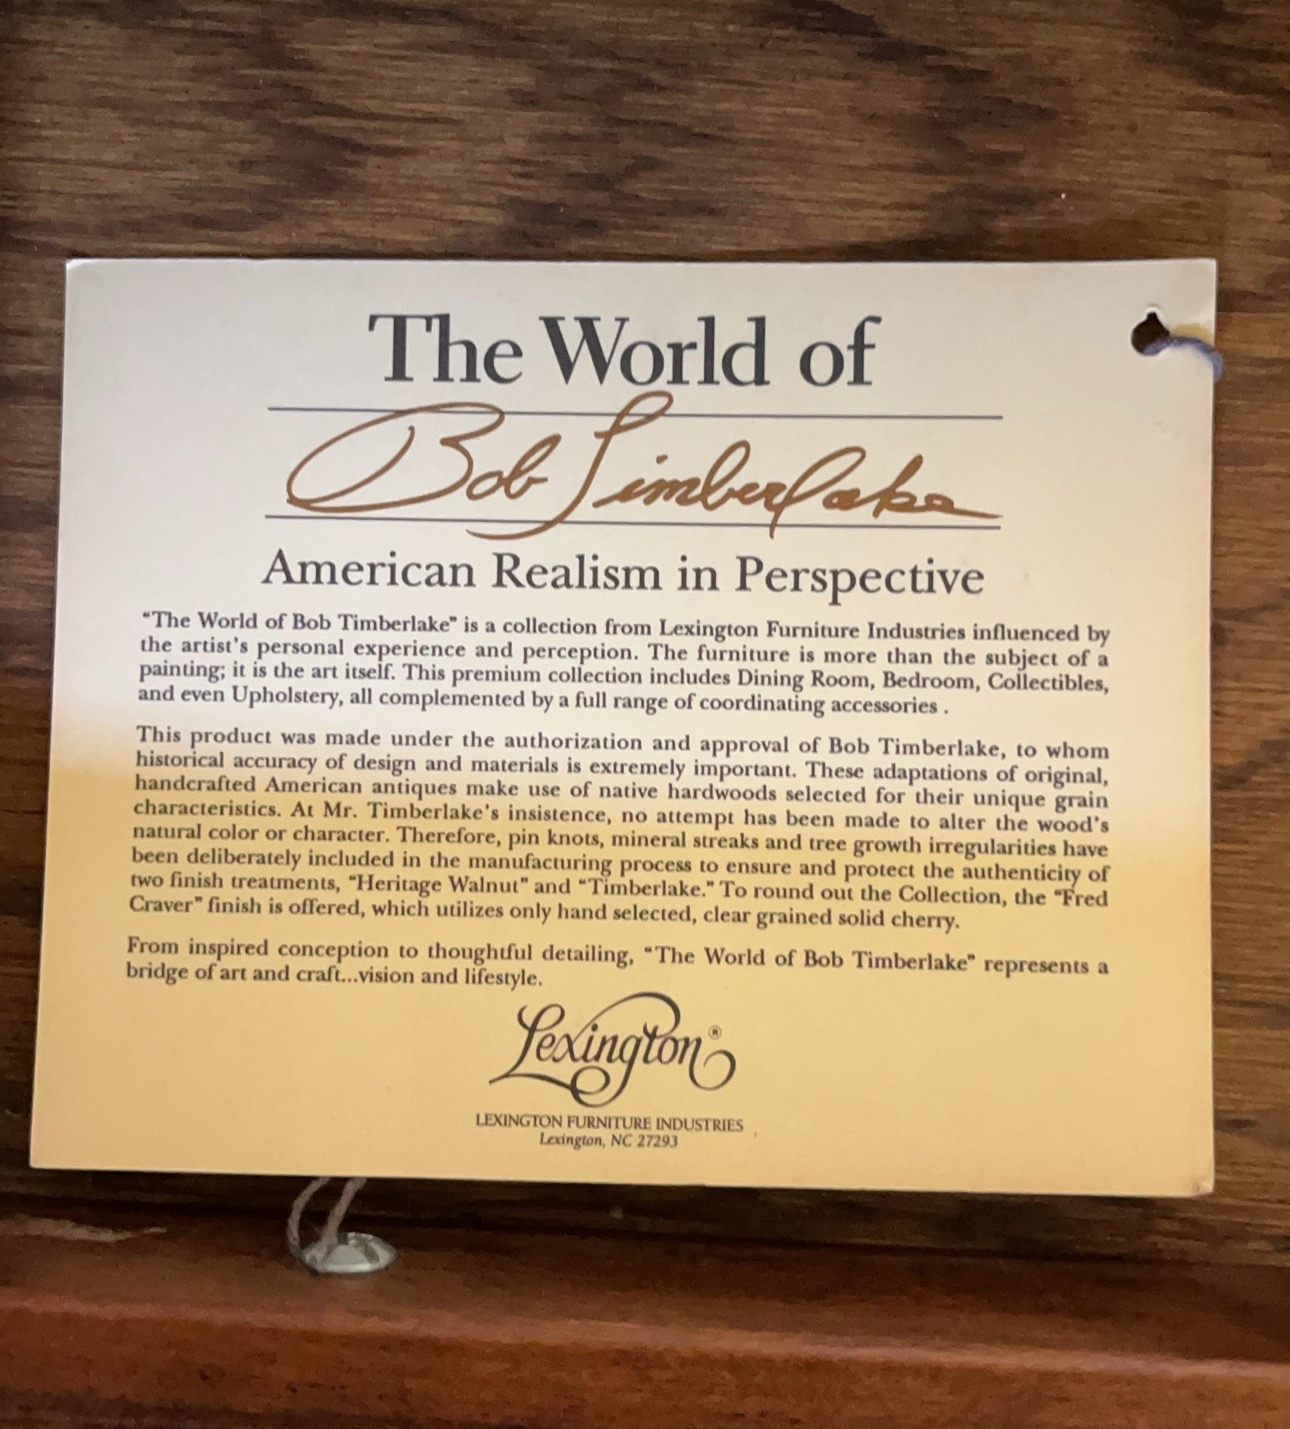 The World of
Bob Timberlake
American Realism in Perspective
"The World of Bob Timberlake" is a collection from Lexington Furniture Industries influenced by
the artist's personal experience and perception. The furniture is more than the subject of a
painting; it is the art itself. This premium collection includes Dining Room, Bedroom, Collectibles,
and even Upholstery, all complemented by a full range of coordinating accessories .
This product was made under the authorization and approval of Bob Timberlake, to whom
historical accuracy of design and materials is extremely important. These adaptations of original,
handcrafted American antiques make use of native hardwoods selected for their unique grain
characteristics. At Mr. Timberlake's insistence, no attempt has been made to alter the wood's
natural color or character. Therefore, pin knots, mineral streaks and tree growth irregularities have
been deliberately included in the manufacturing process to ensure and protect the authenticity of
two finish treatments, "Heritage Walnut" and "Timberlake." To round out the Collection, the "Fred
Craver" finish is offered, which utilizes only hand selected, clear grained solid cherry.
From inspired conception to thoughtful detailing, "The World of Bob Timberlake" represents a
bridge of art and craft...vision and lifestyle.
Lexington®
LEXINGTON FURNITURE INDUSTRIES
Lexington, NC 27293